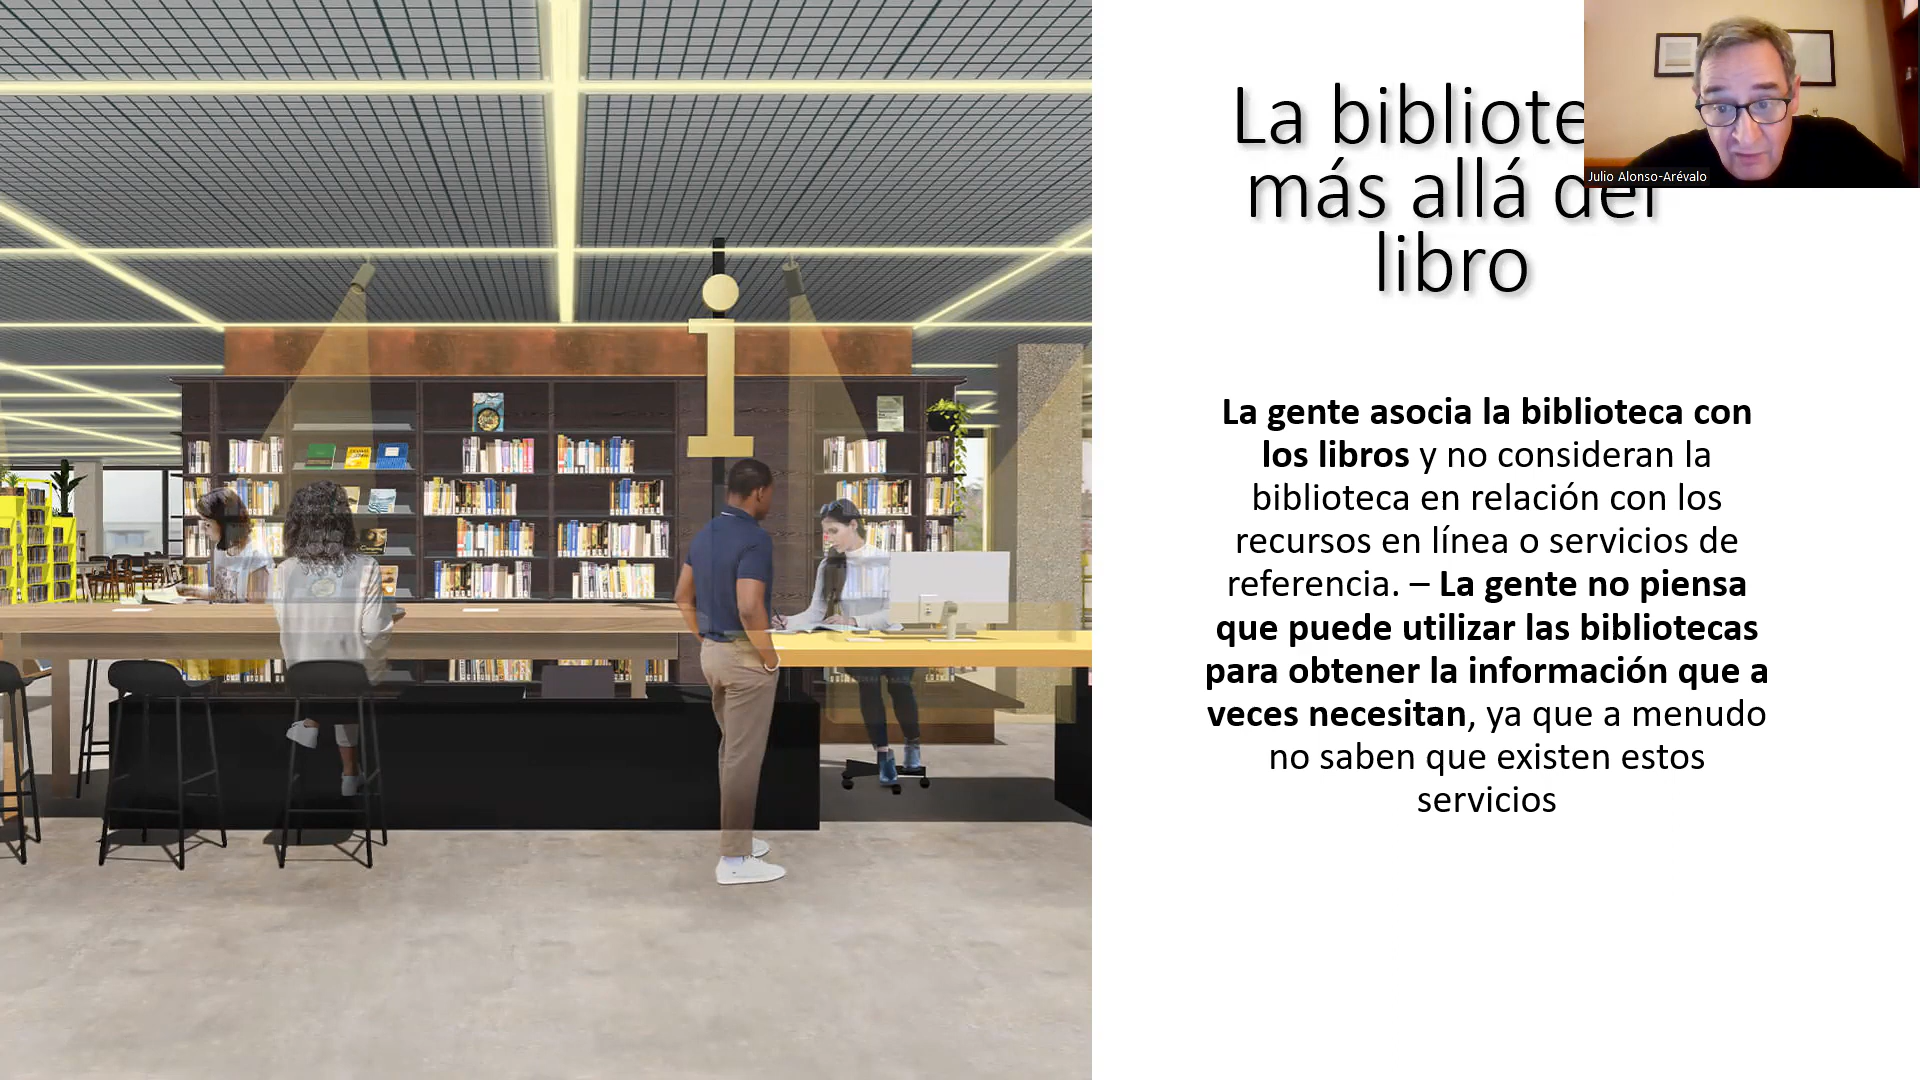 La bibliote
más allá del
libro
Julio Alonso-Arévalo
La gente asocia la biblioteca con
los libros y no consideran la
biblioteca en relación con los
recursos en línea o servicios de
referencia. – La gente no piensa
que puede utilizar las bibliotecas
para obtener la información que a
veces necesitan, ya que a menudo
no saben que existen estos
servicios
i